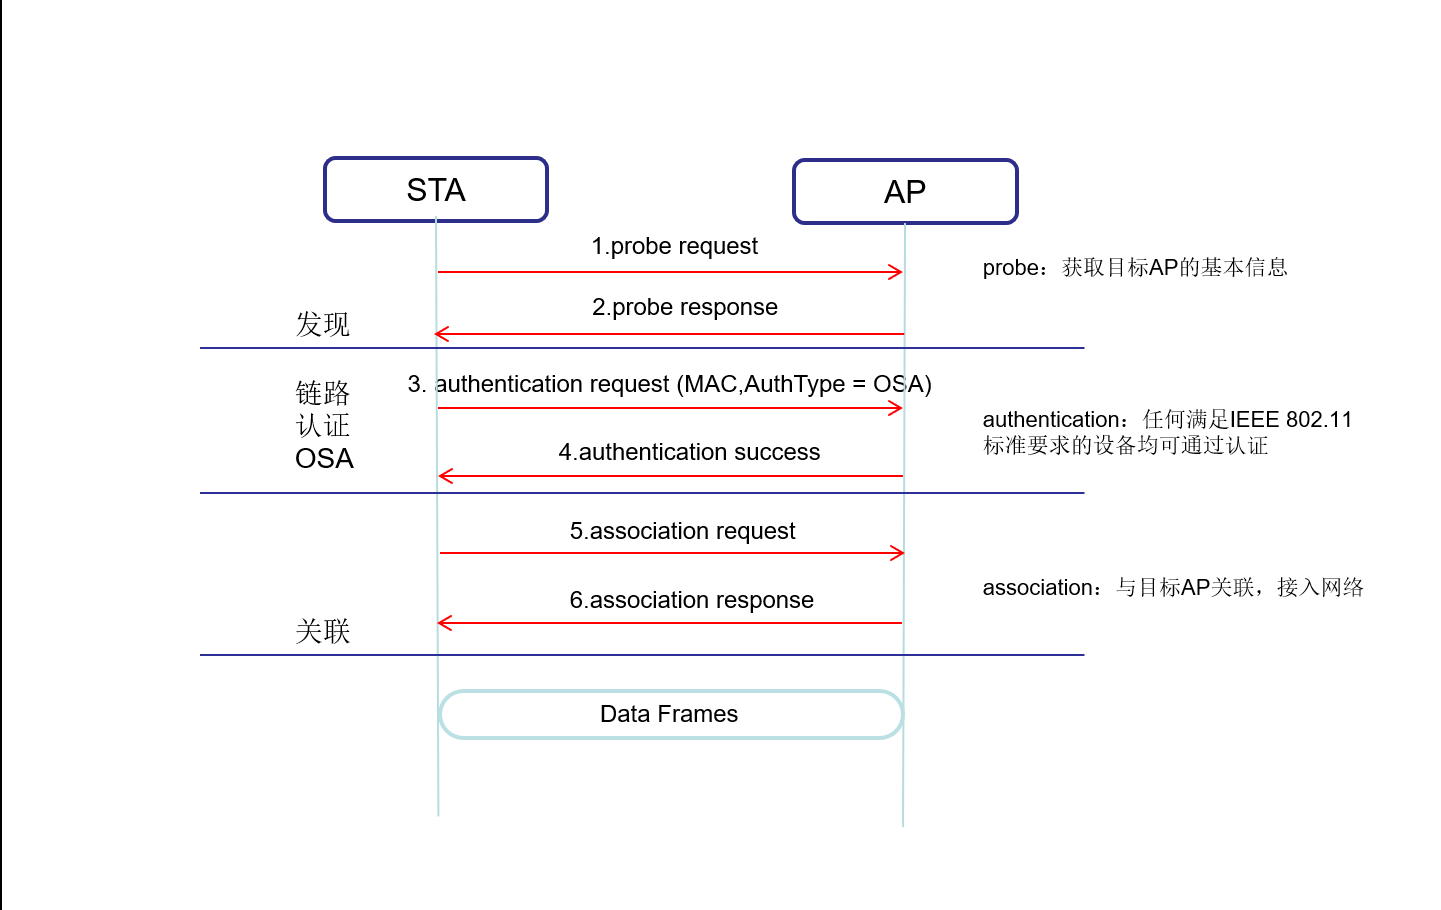 STA
AP
1.probe request
probe：获取目标AP的基本信息
2.probe response
发现
3. authentication request (MAC,AuthType = OSA)
链路
认证
OSA
authentication：任何满足IEEE 802.11
标准要求的设备均可通过认证
4.authentication success
5.association request
association：与目标AP关联，接入网络
6.association response
关联
Data Frames